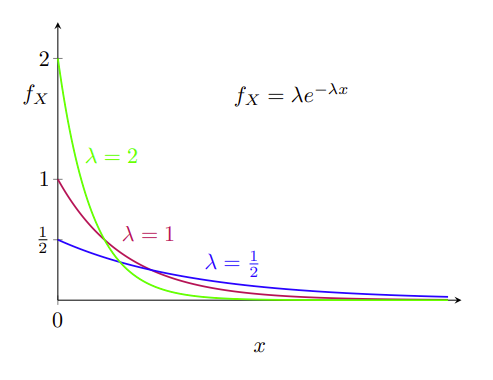 2
f_X
f_X = λe^{−λx}
λ = 2
1
λ = 1
1/2
λ = 1/2
0
x